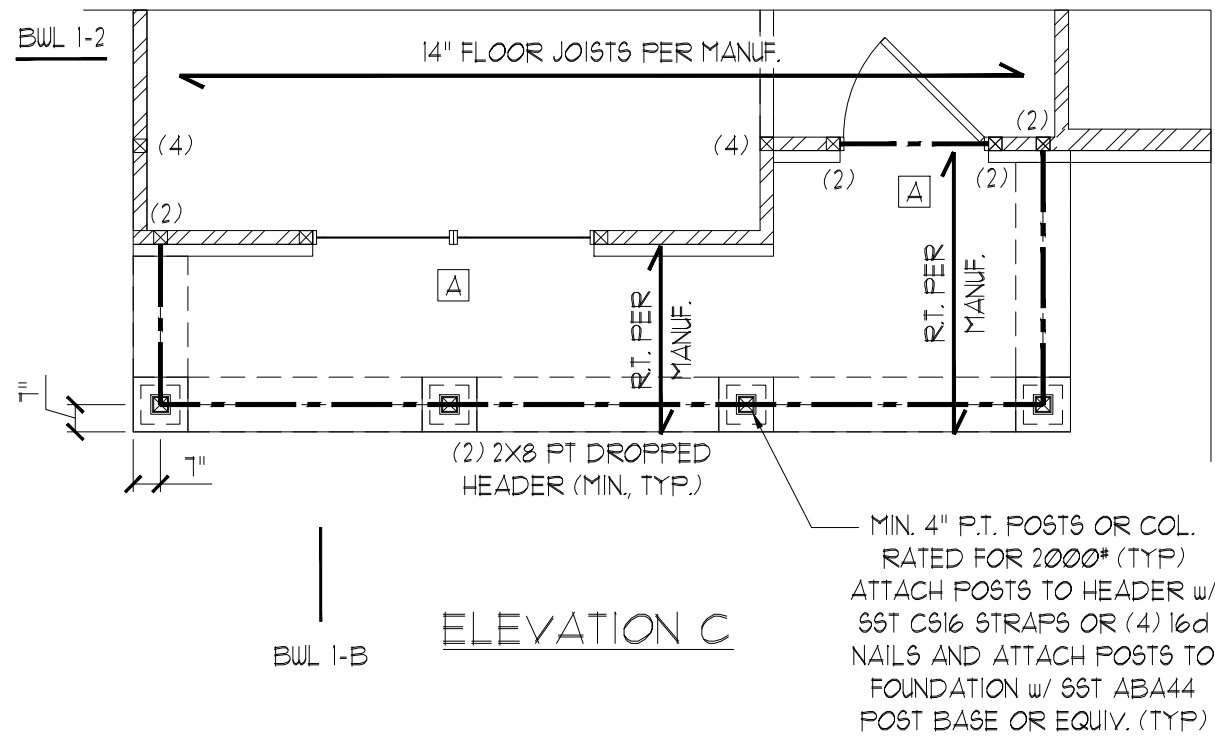 BWL 1-2
14" FLOOR JOISTS PER MANUF.
(4)
(4)
(2)
(2)
(2)
(2)
A
A
R.T. PER
MANUF.
R.T. PER
MANUF.
7"
7"
(2) 2X8 PT DROPPED
HEADER (MIN., TYP.)
MIN. 4" P.T. POSTS OR COL.
RATED FOR 2000# (TYP)
ATTACH POSTS TO HEADER w/
SST CS16 STRAPS OR (4) 16d
NAILS AND ATTACH POSTS TO
FOUNDATION w/ SST ABA44
POST BASE OR EQUIV. (TYP)
ELEVATION C
BWL 1-B